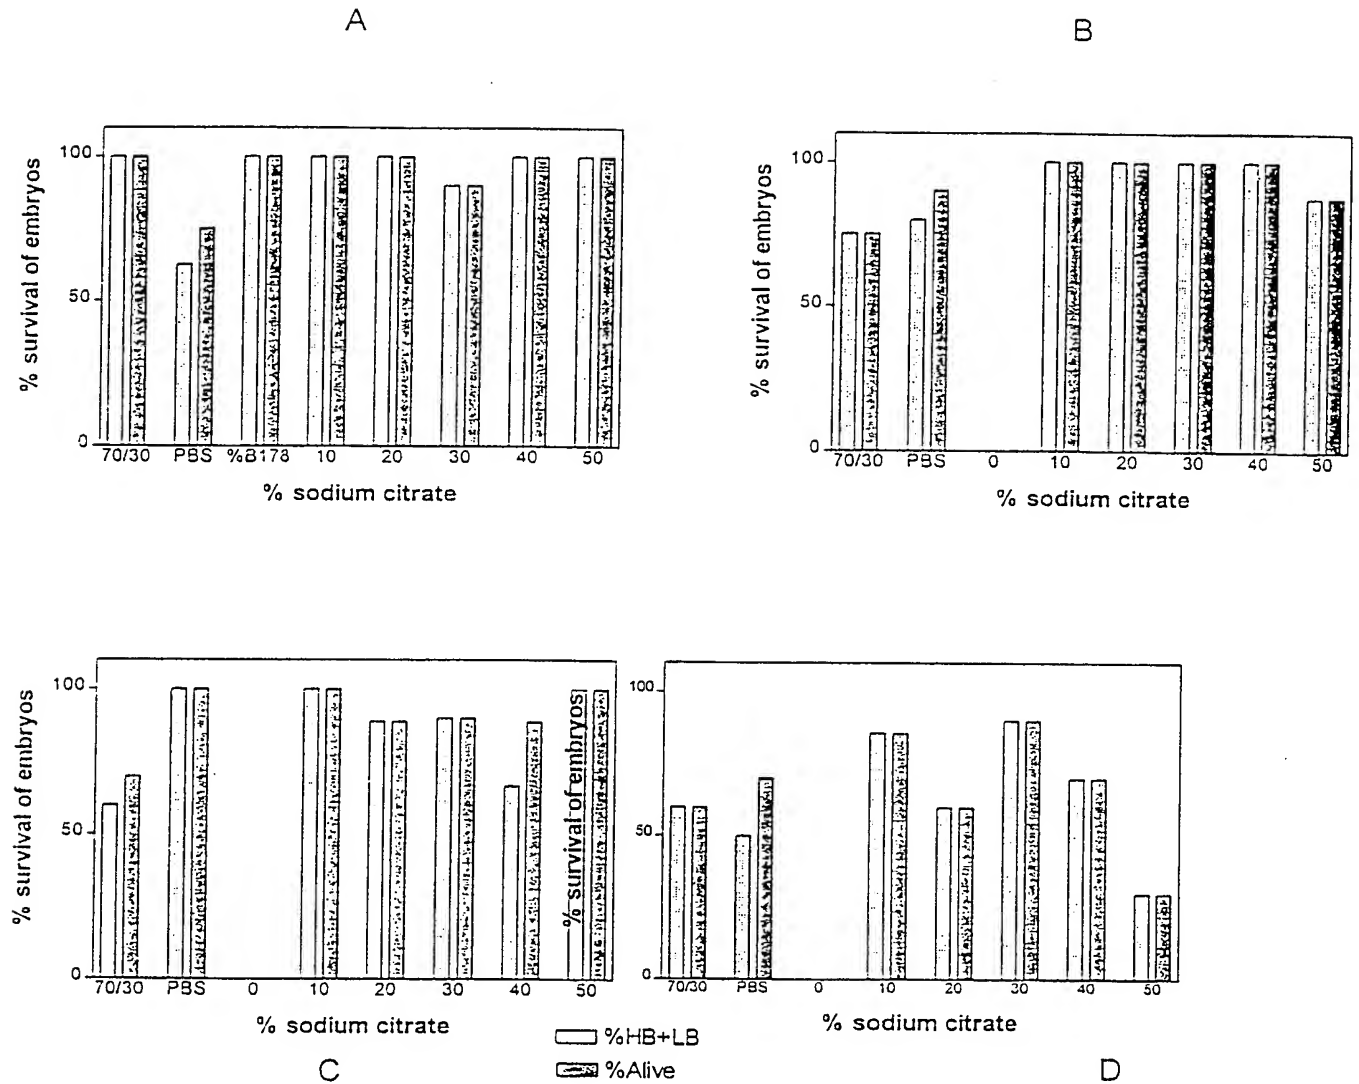 A
B
% survival of embryos
100
50
0
70/30 PBS %B178 10 20 30 40 50
% sodium citrate
% survival of embryos
100
50
0
70/30 PBS 0 10 20 30 40 50
% sodium citrate
% survival of embryos
100
50
0
70/30 PBS 0 10 20 30 40 50
% sodium citrate
% survival of embryos
100
50
0
70/30 PBS 0 10 20 30 40 50
% sodium citrate
%HB+LB
%Alive
C
D